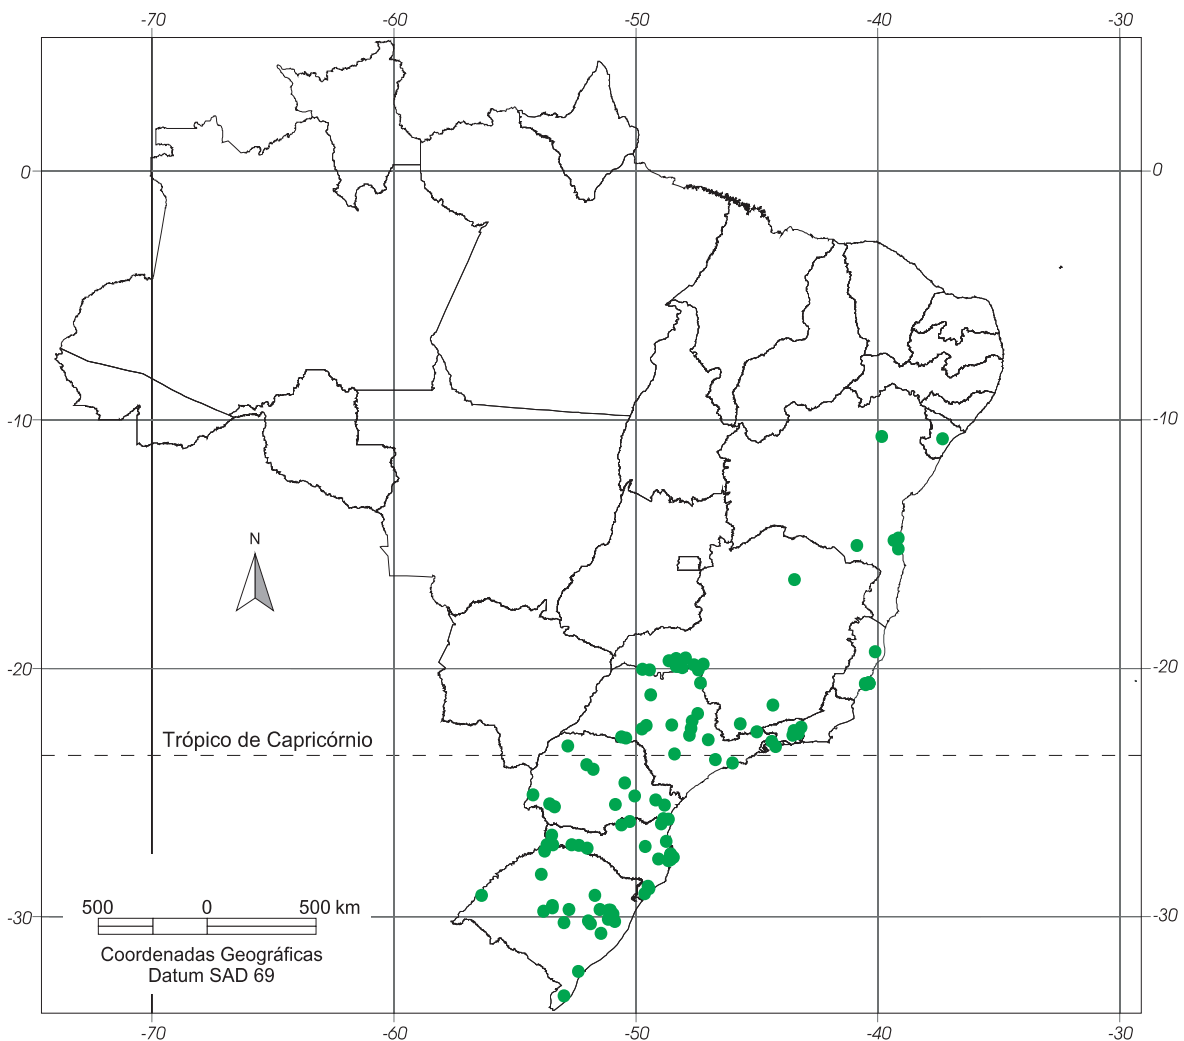 -70 -60 -50 -40 -30
0 0
-10 -10
N
-20 -20
Trópico de Capricórnio
500 0 500 km
-30 -30
Coordenadas Geográficas
Datum SAD 69
-70 -60 -50 -40 -30